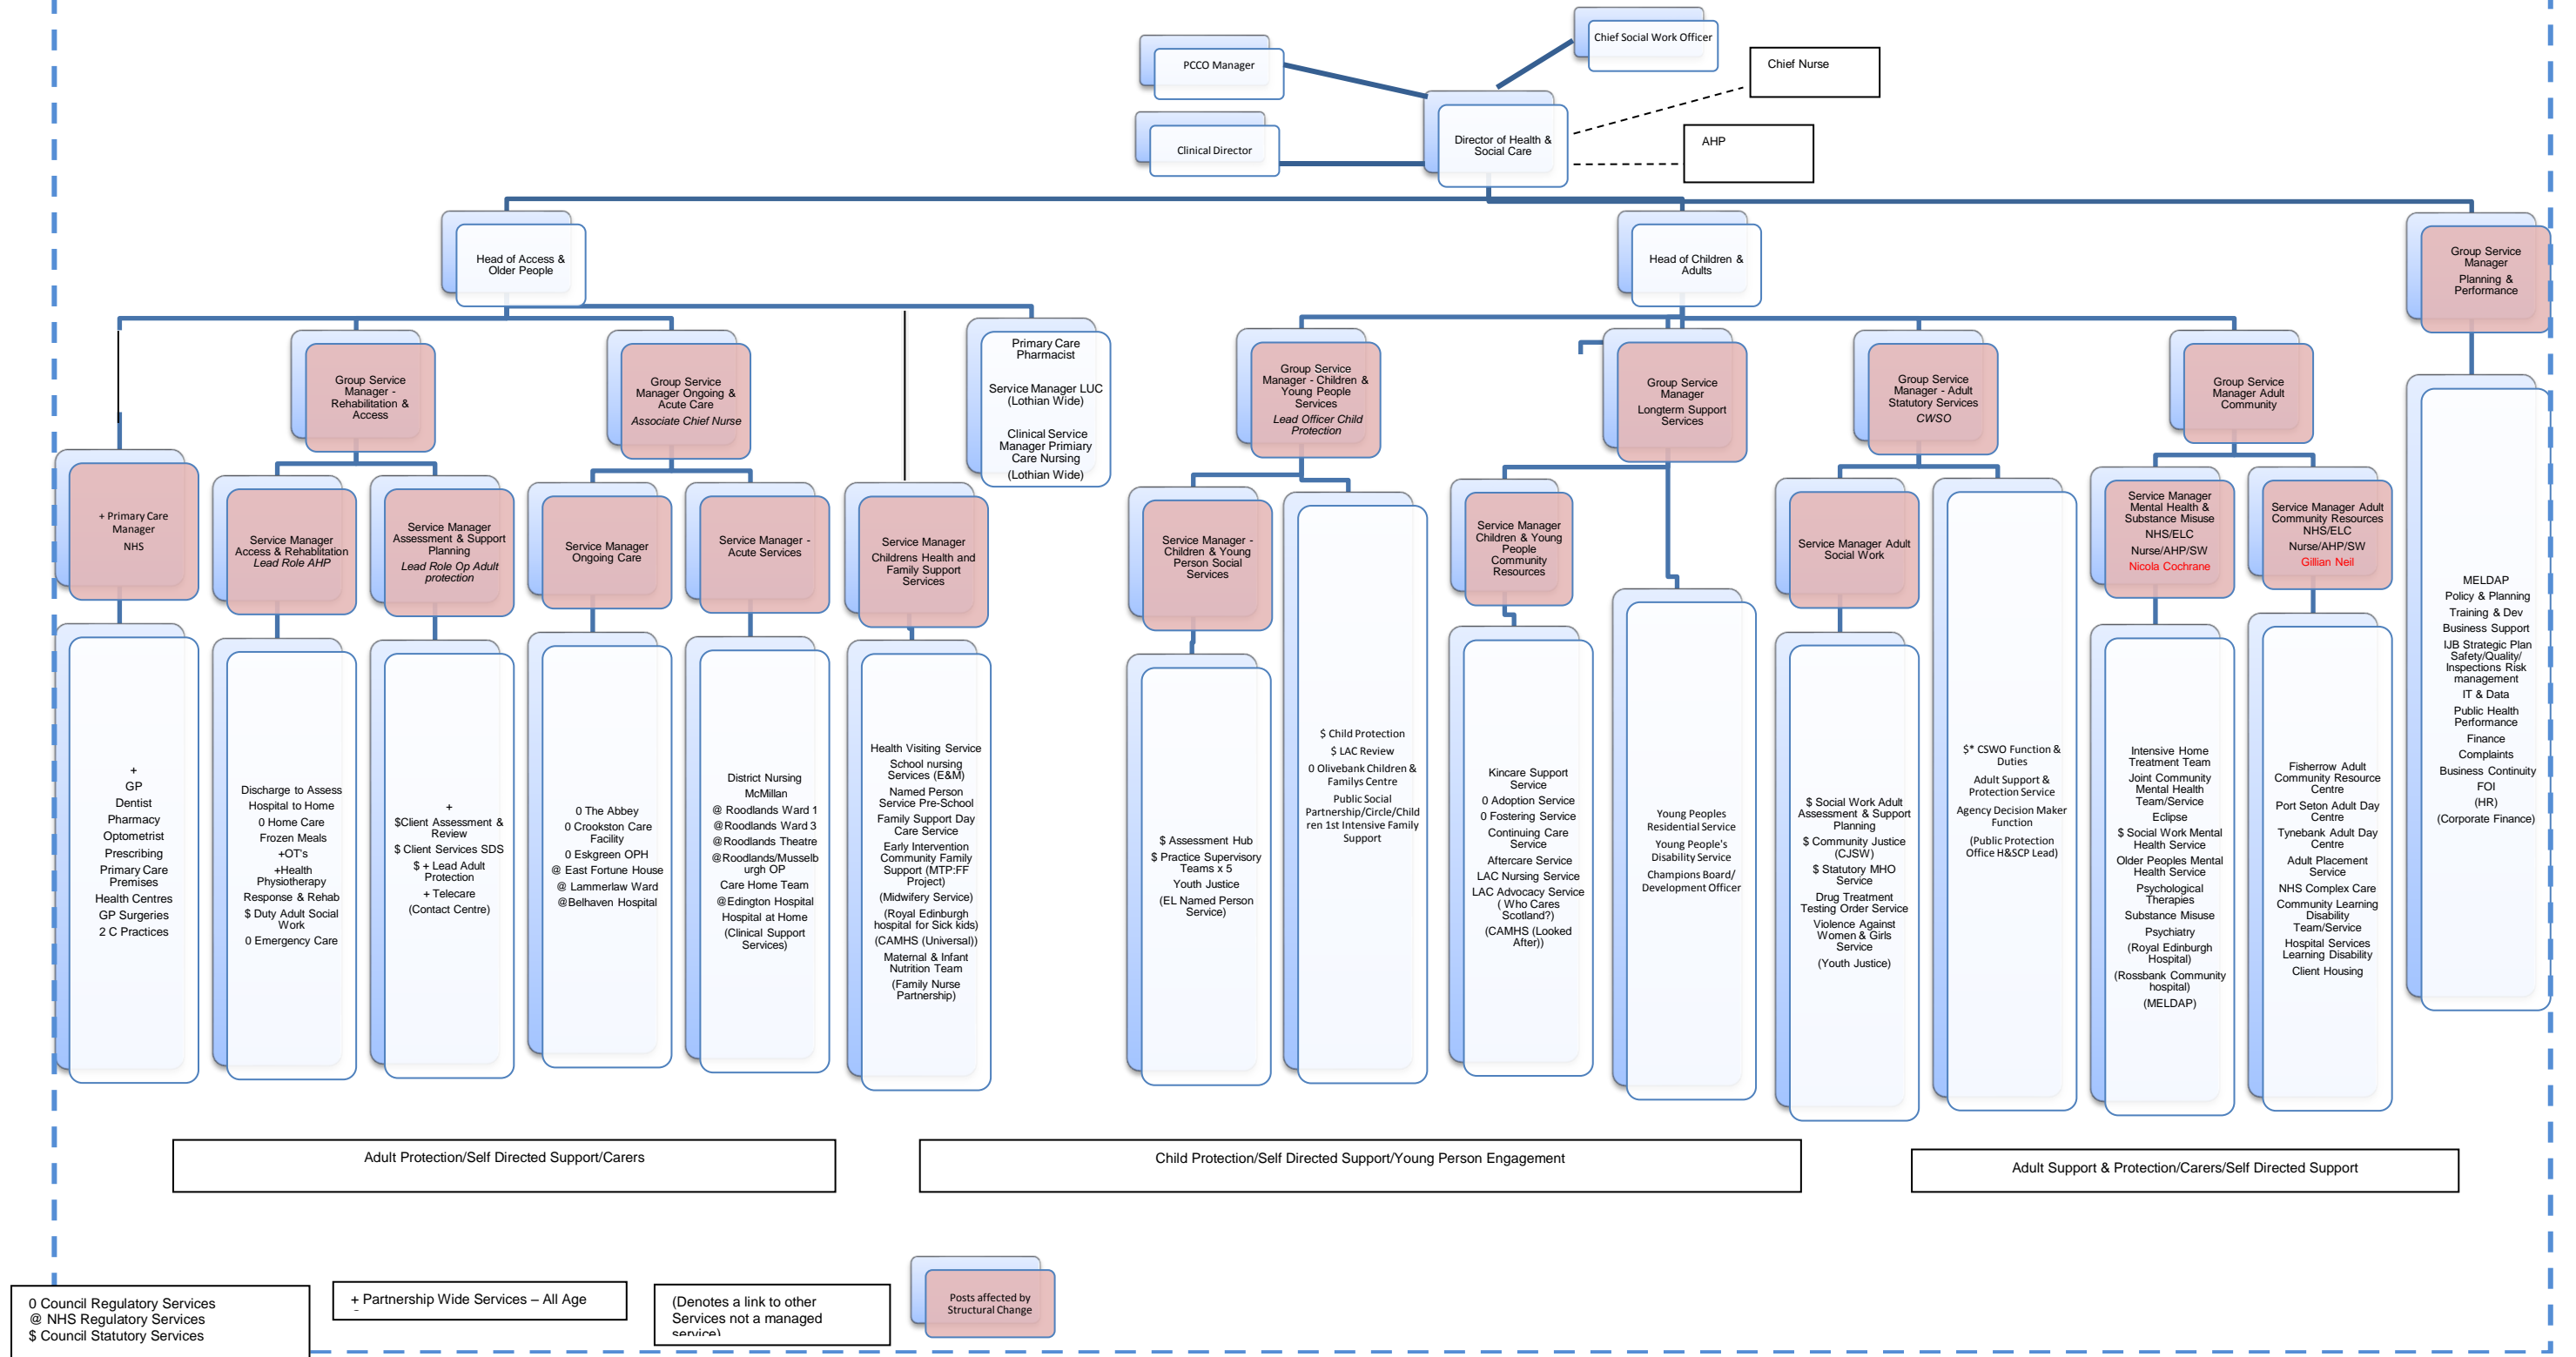 Chief Social Work Officer
PCCO Manager
Chief Nurse
Clinical Director
Director of Health &
Social Care
AHP
Head of Access &
Older People
Head of Children &
Adults
Group Service
Manager
Planning &
Performance
Group Service
Manager -
Rehabilitation &
Access
Group Service
Manager Ongoing &
Acute Care
Associate Chief Nurse
Primary Care
Pharmacist
Service Manager LUC
(Lothian Wide)
Clinical Service
Manager Primiary
Care Nursing
(Lothian Wide)
Group Service
Manager - Children &
Young People
Services
Lead Officer Child
Protection
Group Service
Manager
Longterm Support
Services
Group Service
Manager - Adult
Statutory Services
CWSO
Group Service
Manager Adult
Community
+ Primary Care
Manager
NHS
Service Manager
Access & Rehablitation
Lead Role AHP
Service Manager
Assessment & Support
Planning
Lead Role Op Adult
protection
Service Manager
Ongoing Care
Service Manager -
Acute Services
Service Manager
Childrens Health and
Family Support
Services
Service Manager -
Children & Young
Person Social
Services
Service Manager
Children & Young
People
Community
Resources
Service Manager Adult
Social Work
Service Manager
Mental Health &
Substance Misuse
NHS/ELC
Nurse/AHP/SW
Nicola Cochrane
Service Manager Adult
Community Resources
NHS/ELC
Nurse/AHP/SW
Gillian Neil
+
GP
Dentist
Pharmacy
Optometrist
Prescribing
Primary Care
Premises
Health Centres
GP Surgeries
2 C Practices
Discharge to Assess
Hospital to Home
0 Home Care
Frozen Meals
+OT's
+Health
Physiotherapy
Response & Rehab
$ Duty Adult Social
Work
0 Emergency Care
+
$Client Assessment &
Review
$ Client Services SDS
$ + Lead Adult
Protection
+ Telecare
(Contact Centre)
0 The Abbey
0 Crookston Care
Facility
0 Eskgreen OPH
@ East Fortune House
@ Lammerlaw Ward
@Belhaven Hospital
District Nursing
McMillan
@ Roodlands Ward 1
@Roodlands Ward 3
@Roodlands Theatre
@Roodlands/Musselb
urgh OP
Care Home Team
@Edington Hospital
Hospital at Home
(Clinical Support
Services)
Health Visiting Service
School nursing
Services (E&M)
Named Person
Service Pre-School
Family Support Day
Care Service
Early Intervention
Community Family
Support (MTP:FF
Project)
(Midwifery Service)
(Royal Edinburgh
hospital for Sick kids)
(CAMHS (Universal))
Maternal & Infant
Nutrition Team
(Family Nurse
Partnership)
$ Assessment Hub
$ Practice Supervisory
Teams x 5
Youth Justice
(EL Named Person
Service)
$ Child Protection
$ LAC Review
0 Olivebank Children &
Familys Centre
Public Social
Partnership/Circle/Child
ren 1st Intensive Family
Support
Kincare Support
Service
0 Adoption Service
0 Fostering Service
Continuing Care
Service
Aftercare Service
LAC Nursing Service
LAC Advocacy Service
( Who Cares
Scotland?)
(CAMHS (Looked
After))
Young Peoples
Residential Service
Young People's
Disability Service
Champions Board/
Development Officer
$ Social Work Adult
Assessment & Support
Planning
$ Community Justice
(CJSW)
$ Statutory MHO
Service
Drug Treatment
Testing Order Service
Violence Against
Women & Girls
Service
(Youth Justice)
$* CSWO Function &
Duties
Adult Support &
Protection Service
Agency Decision Maker
Function
(Public Protection
Office H&SCP Lead)
Intensive Home
Treatment Team
Joint Community
Mental Health
Team/Service
Eclipse
$ Social Work Mental
Health Service
Older Peoples Mental
Health Service
Psychological
Therapies
Substance Misuse
Psychiatry
(Royal Edinburgh
Hospital)
(Rossbank Community
hospital)
(MELDAP)
Fisherrow Adult
Community Resource
Centre
Port Seton Adult Day
Centre
Tynebank Adult Day
Centre
Adult Placement
Service
NHS Complex Care
Community Learning
Disability
Team/Service
Hospital Services
Learning Disability
Client Housing
MELDAP
Policy & Planning
Training & Dev
Business Support
IJB Strategic Plan
Safety/Quality/
Inspections Risk
management
IT & Data
Public Health
Performance
Finance
Complaints
Business Continuity
FOI
(HR)
(Corporate Finance)
Adult Protection/Self Directed Support/Carers
Child Protection/Self Directed Support/Young Person Engagement
Adult Support & Protection/Carers/Self Directed Support
0 Council Regulatory Services
@ NHS Regulatory Services
$ Council Statutory Services
+ Partnership Wide Services – All Age
(Denotes a link to other
Services not a managed
service)
Posts affected by
Structural Change